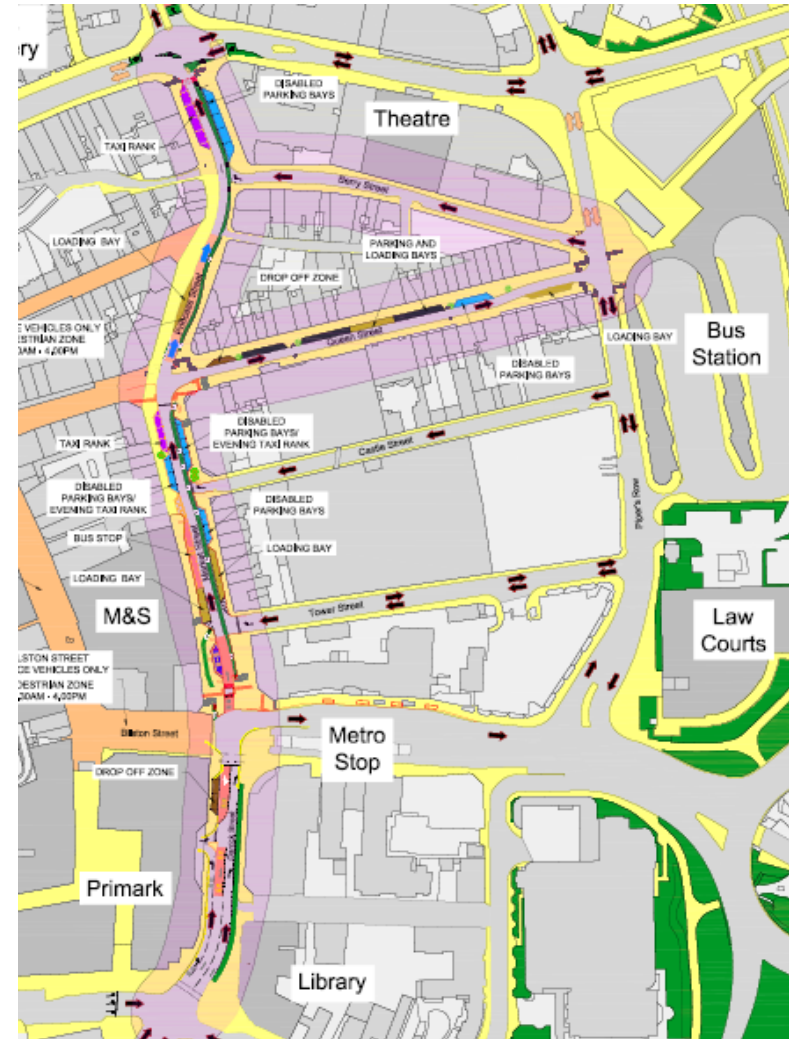 ry
DISABLED
PARKING BAYS
Theatre
TAXI RANK
Berry Street
LOADING BAY
PARKING AND
LOADING BAYS
DROP OFF ZONE
E VEHICLES ONLY
ESTRIAN ZONE
0AM - 4.00PM
Queen Street
LOADING BAY
Bus
Station
DISABLED
PARKING BAYS
TAXI RANK
DISABLED
PARKING BAYS/
EVENING TAXI RANK
Castle Street
DISABLED
PARKING BAYS/
EVENING TAXI RANK
DISABLED
PARKING BAYS
Piper's Row
BUS STOP
LOADING BAY
LOADING BAY
M&S
Tower Street
Law
Courts
LSTON STREET
CE VEHICLES ONLY
DESTRIAN ZONE
30AM - 4.00PM
Bilston Street
Metro
Stop
DROP OFF ZONE
Primark
Library